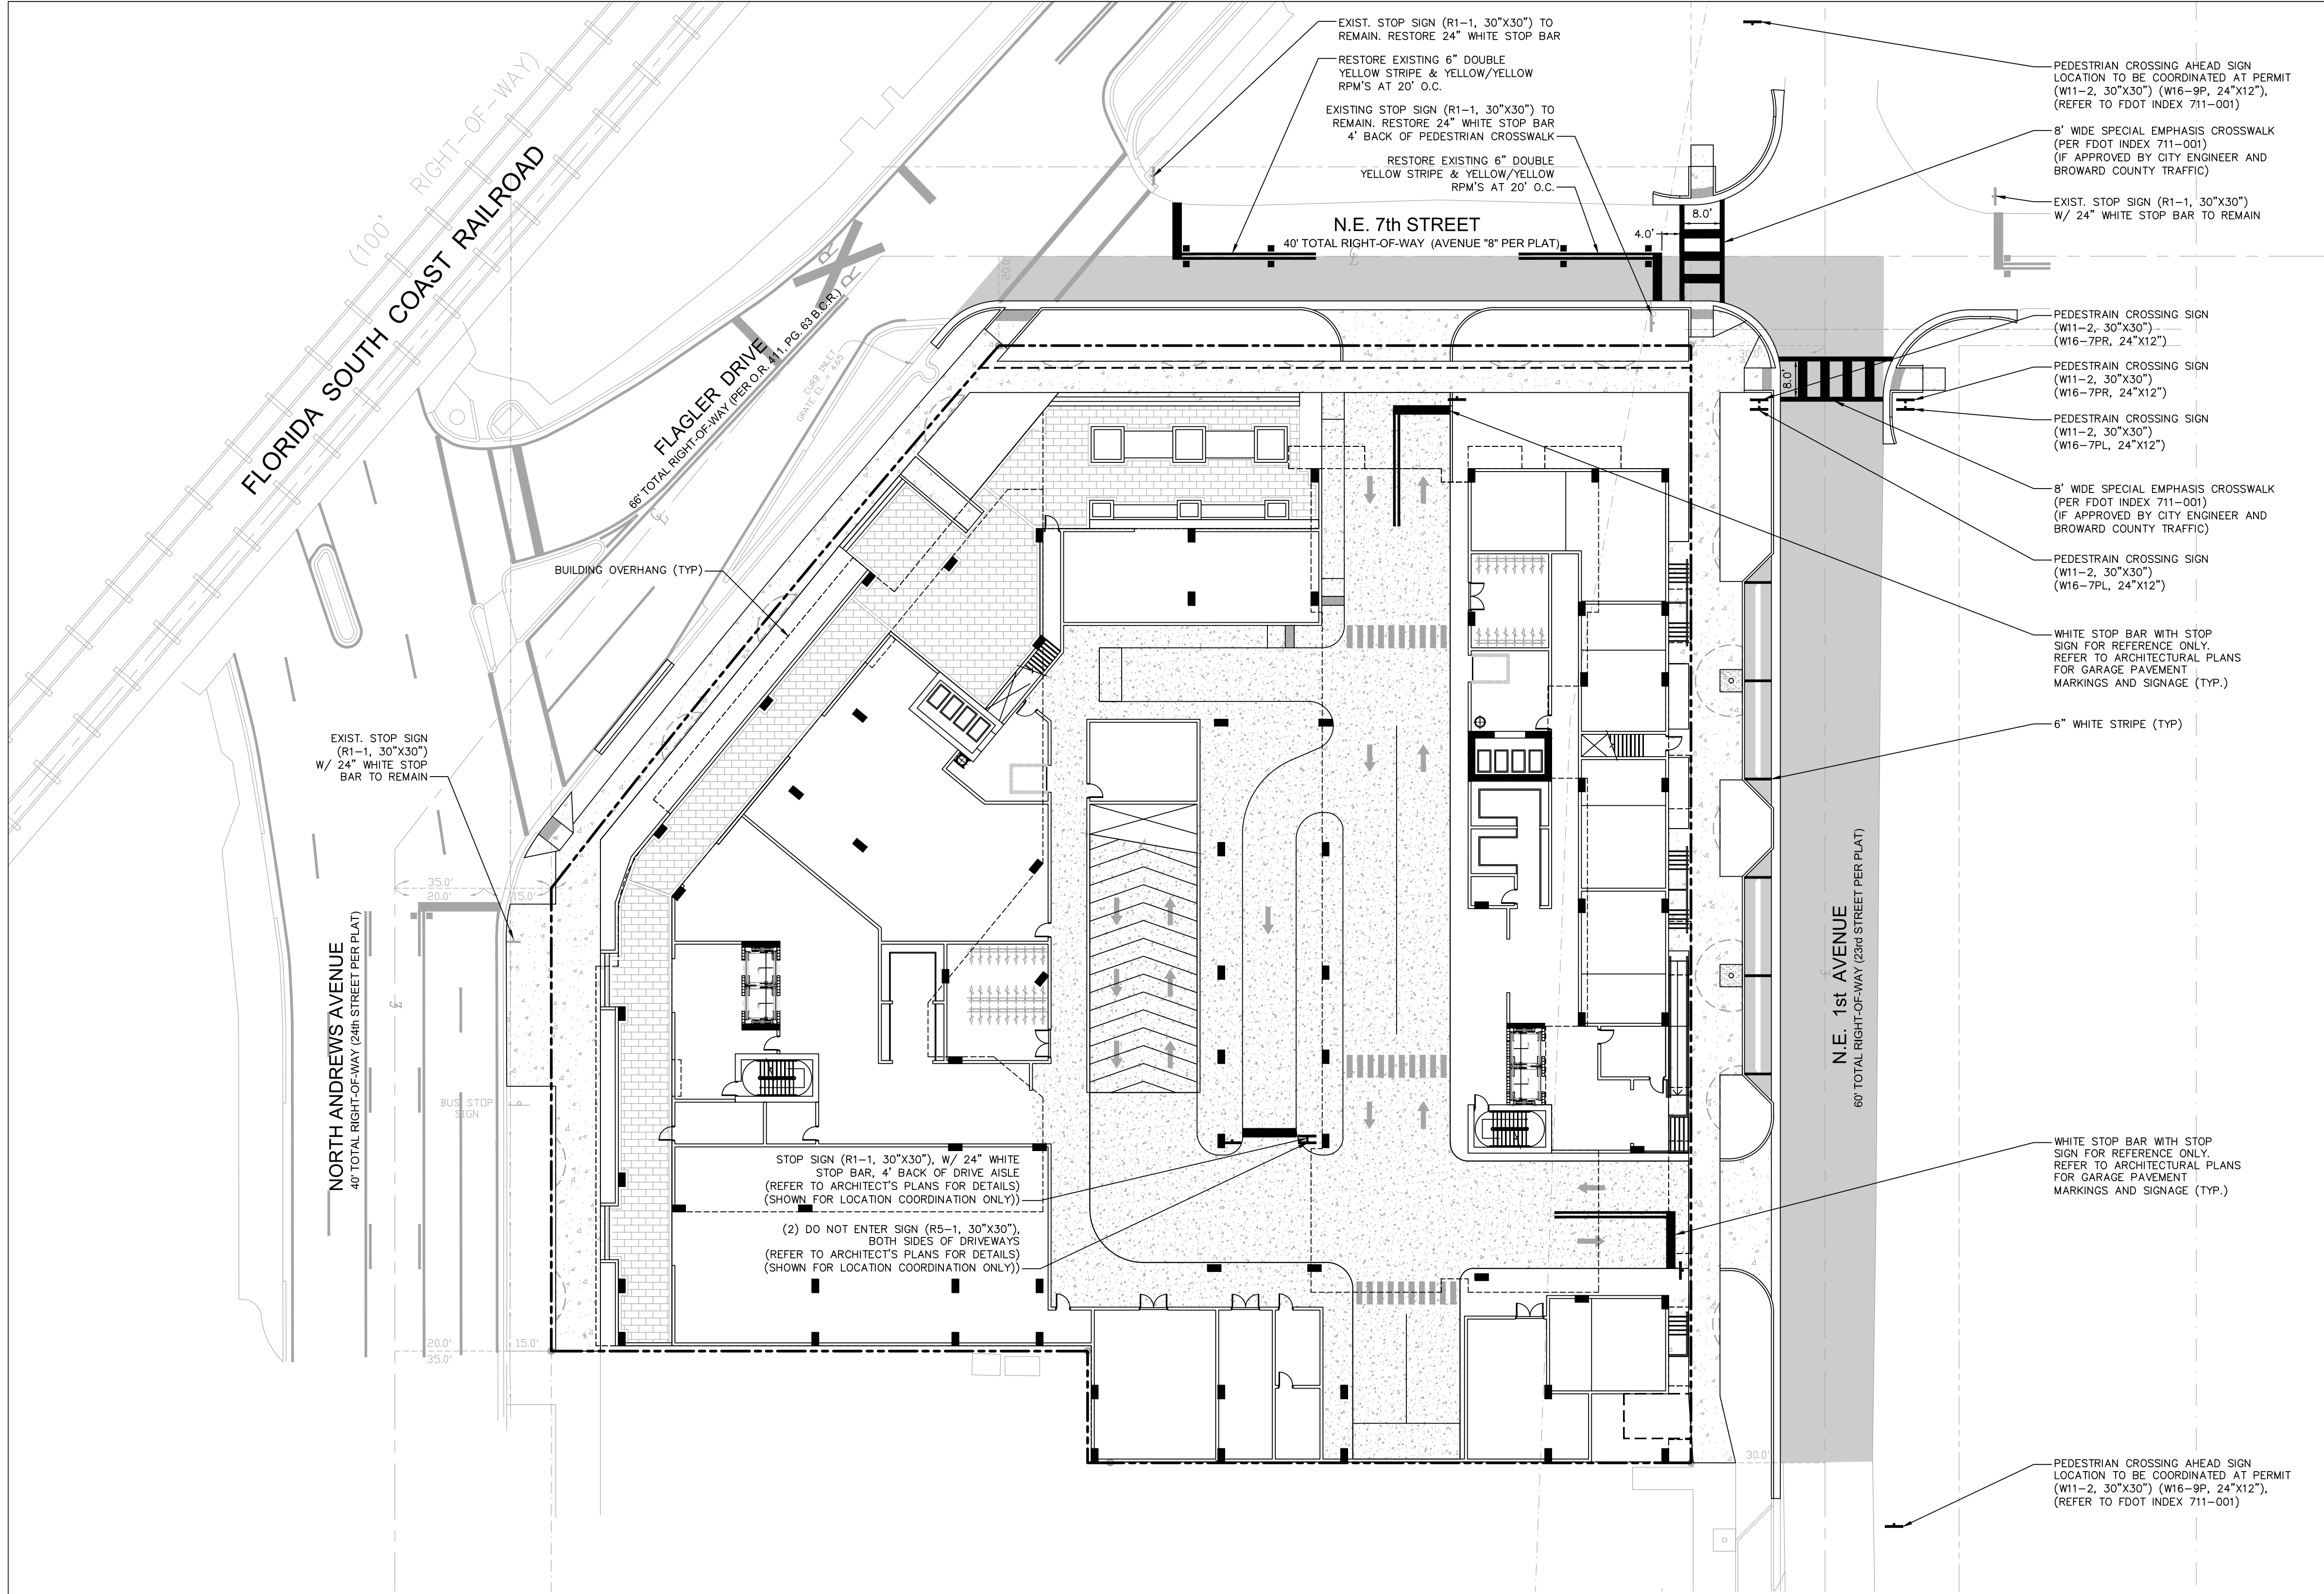 EXIST. STOP SIGN (R1-1, 30"X30") TO
REMAIN. RESTORE 24" WHITE STOP BAR
RESTORE EXISTING 6" DOUBLE
YELLOW STRIPE & YELLOW/YELLOW
RPM'S AT 20' O.C.
EXISTING STOP SIGN (R1-1, 30"X30") TO
REMAIN. RESTORE 24" WHITE STOP BAR
4' BACK OF PEDESTRIAN CROSSWALK
RESTORE EXISTING 6" DOUBLE
YELLOW STRIPE & YELLOW/YELLOW
RPM'S AT 20' O.C.
N.E. 7th STREET
40' TOTAL RIGHT-OF-WAY (AVENUE "8" PER PLAT)
8.0'
4.0'
20.0'
30.0'
8.0'
(100' RIGHT-OF-WAY)
FLORIDA SOUTH COAST RAILROAD
R R
FLAGLER DRIVE
66' TOTAL RIGHT-OF-WAY (PER O.R. 411, PG. 63 B.C.R.)
CURB INLET
GRATE EL = 4.65
BUILDING OVERHANG (TYP)
EXIST. STOP SIGN
(R1-1, 30"X30")
W/ 24" WHITE STOP
BAR TO REMAIN
35.0'
20.0'
15.0'
NORTH ANDREWS AVENUE
40' TOTAL RIGHT-OF-WAY (24th STREET PER PLAT)
BUS STOP
SIGN
20.0'
15.0'
35.0'
STOP SIGN (R1-1, 30"X30"), W/ 24" WHITE
STOP BAR, 4' BACK OF DRIVE AISLE
(REFER TO ARCHITECT'S PLANS FOR DETAILS)
(SHOWN FOR LOCATION COORDINATION ONLY))
(2) DO NOT ENTER SIGN (R5-1, 30"X30"),
BOTH SIDES OF DRIVEWAYS
(REFER TO ARCHITECT'S PLANS FOR DETAILS)
(SHOWN FOR LOCATION COORDINATION ONLY))
N.E. 1st AVENUE
60' TOTAL RIGHT-OF-WAY (23rd STREET PER PLAT)
30.0'
PEDESTRIAN CROSSING AHEAD SIGN
LOCATION TO BE COORDINATED AT PERMIT
(W11-2, 30"X30") (W16-9P, 24"X12"),
(REFER TO FDOT INDEX 711-001)
8' WIDE SPECIAL EMPHASIS CROSSWALK
(PER FDOT INDEX 711-001)
(IF APPROVED BY CITY ENGINEER AND
BROWARD COUNTY TRAFFIC)
EXIST. STOP SIGN (R1-1, 30"X30")
W/ 24" WHITE STOP BAR TO REMAIN
PEDESTRAIN CROSSING SIGN
(W11-2, 30"X30")
(W16-7PR, 24"X12")
PEDESTRAIN CROSSING SIGN
(W11-2, 30"X30")
(W16-7PR, 24"X12")
PEDESTRAIN CROSSING SIGN
(W11-2, 30"X30")
(W16-7PL, 24"X12")
8' WIDE SPECIAL EMPHASIS CROSSWALK
(PER FDOT INDEX 711-001)
(IF APPROVED BY CITY ENGINEER AND
BROWARD COUNTY TRAFFIC)
PEDESTRAIN CROSSING SIGN
(W11-2, 30"X30")
(W16-7PL, 24"X12")
WHITE STOP BAR WITH STOP
SIGN FOR REFERENCE ONLY.
REFER TO ARCHITECTURAL PLANS
FOR GARAGE PAVEMENT
MARKINGS AND SIGNAGE (TYP.)
6" WHITE STRIPE (TYP)
WHITE STOP BAR WITH STOP
SIGN FOR REFERENCE ONLY.
REFER TO ARCHITECTURAL PLANS
FOR GARAGE PAVEMENT
MARKINGS AND SIGNAGE (TYP.)
PEDESTRIAN CROSSING AHEAD SIGN
LOCATION TO BE COORDINATED AT PERMIT
(W11-2, 30"X30") (W16-9P, 24"X12"),
(REFER TO FDOT INDEX 711-001)